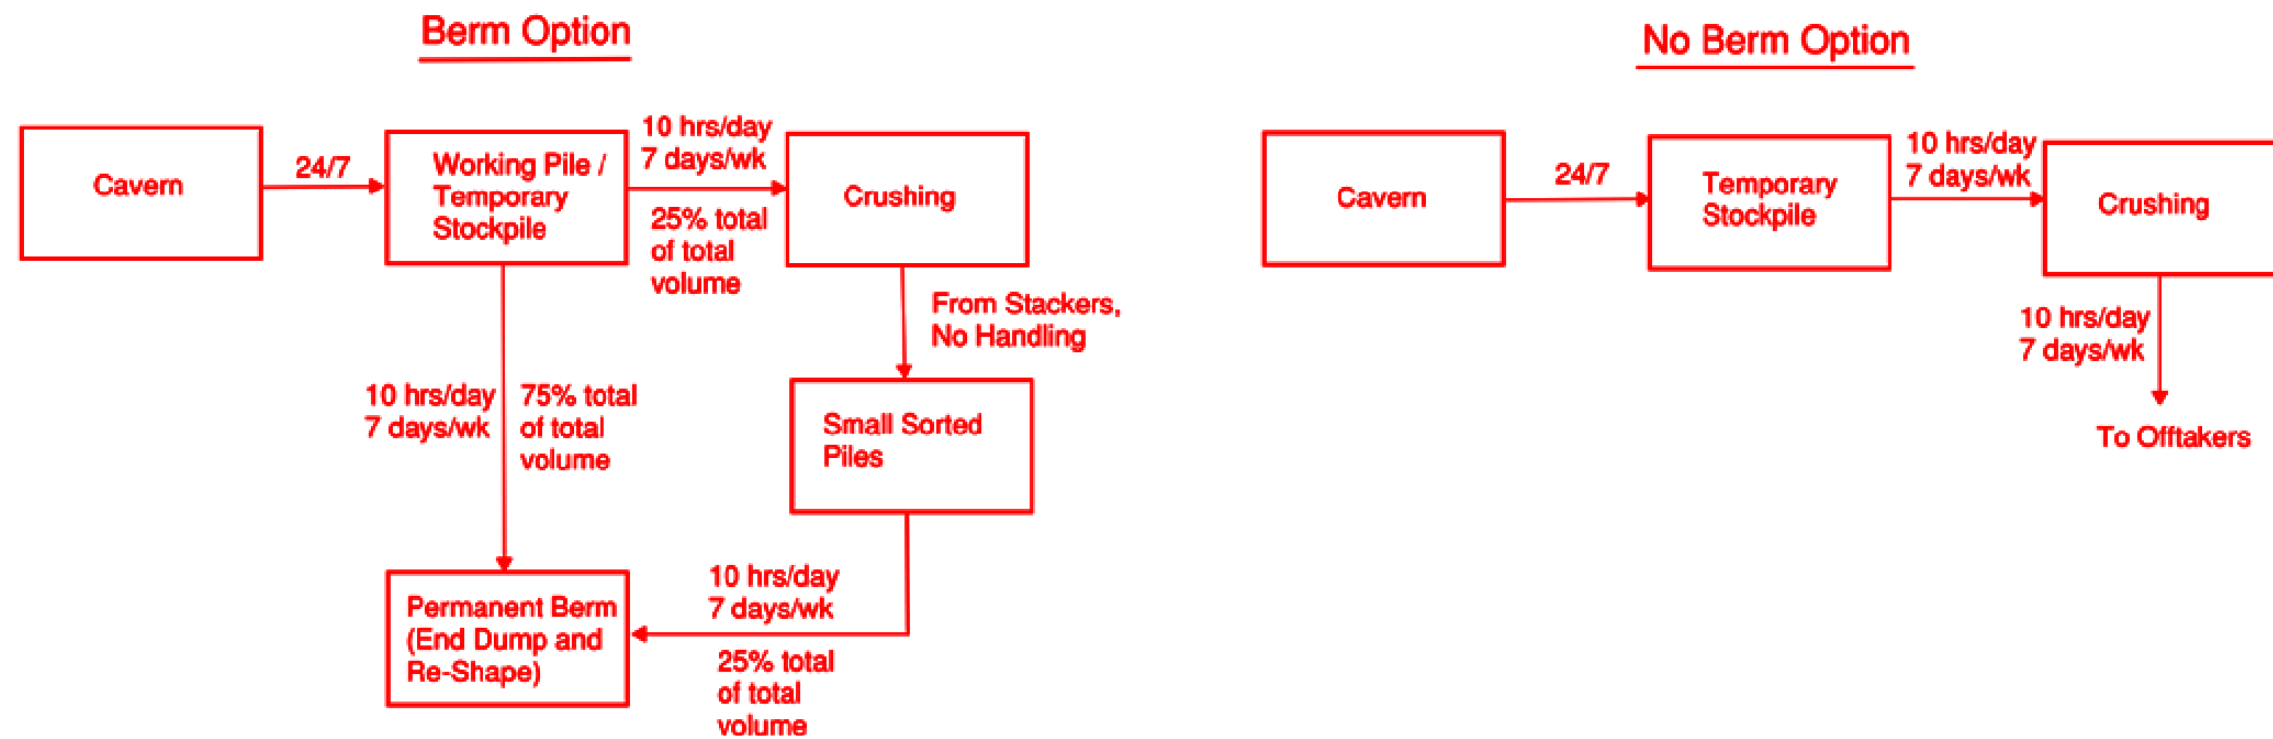 Berm Option
Cavern
24/7
Working Pile /
Temporary
Stockpile
10 hrs/day
7 days/wk
25% total
of total
volume
Crushing
From Stackers,
No Handling
10 hrs/day
7 days/wk
75% total
of total
volume
Small Sorted
Piles
Permanent Berm
(End Dump and
Re-Shape)
10 hrs/day
7 days/wk
25% total
of total
volume
No Berm Option
Cavern
24/7
Temporary
Stockpile
10 hrs/day
7 days/wk
Crushing
10 hrs/day
7 days/wk
To Offtakers